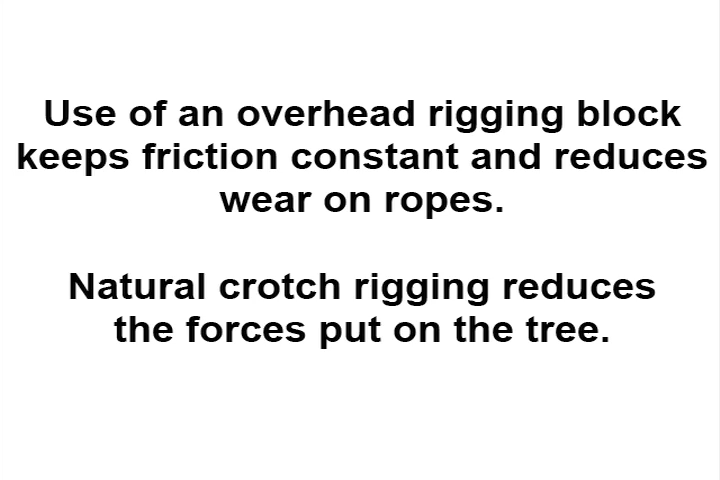 Use of an overhead rigging block
keeps friction constant and reduces
wear on ropes.
Natural crotch rigging reduces
the forces put on the tree.